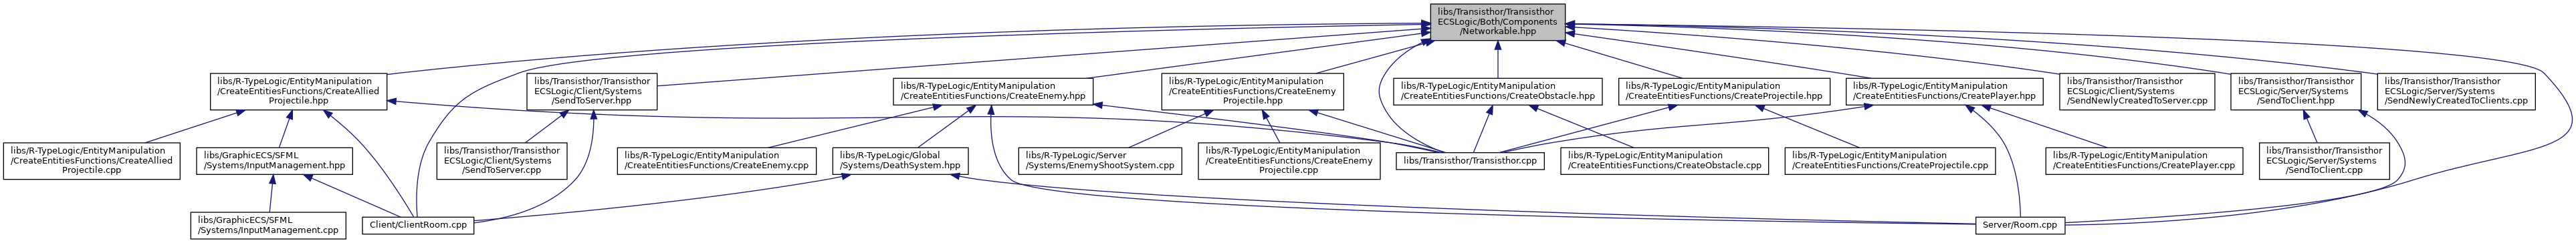 libs/Transisthor/Transisthor
ECSLogic/Both/Components
/Networkable.hpp
libs/R-TypeLogic/EntityManipulation
/CreateEntitiesFunctions/CreateAllied
Projectile.hpp
libs/Transisthor/Transisthor
ECSLogic/Client/Systems
/SendToServer.hpp
libs/R-TypeLogic/EntityManipulation
/CreateEntitiesFunctions/CreateEnemy.hpp
libs/R-TypeLogic/EntityManipulation
/CreateEntitiesFunctions/CreateEnemy
Projectile.hpp
libs/R-TypeLogic/EntityManipulation
/CreateEntitiesFunctions/CreateObstacle.hpp
libs/R-TypeLogic/EntityManipulation
/CreateEntitiesFunctions/CreateProjectile.hpp
libs/R-TypeLogic/EntityManipulation
/CreateEntitiesFunctions/CreatePlayer.hpp
libs/Transisthor/Transisthor
ECSLogic/Client/Systems
/SendNewlyCreatedToServer.cpp
libs/Transisthor/Transisthor
ECSLogic/Server/Systems
/SendToClient.hpp
libs/Transisthor/Transisthor
ECSLogic/Server/Systems
/SendNewlyCreatedToClients.cpp
libs/R-TypeLogic/EntityManipulation
/CreateEntitiesFunctions/CreateAllied
Projectile.cpp
libs/GraphicECS/SFML
/Systems/InputManagement.hpp
libs/Transisthor/Transisthor
ECSLogic/Client/Systems
/SendToServer.cpp
libs/R-TypeLogic/EntityManipulation
/CreateEntitiesFunctions/CreateEnemy.cpp
libs/R-TypeLogic/Global
/Systems/DeathSystem.hpp
libs/R-TypeLogic/Server
/Systems/EnemyShootSystem.cpp
libs/R-TypeLogic/EntityManipulation
/CreateEntitiesFunctions/CreateEnemy
Projectile.cpp
libs/Transisthor/Transisthor.cpp
libs/R-TypeLogic/EntityManipulation
/CreateEntitiesFunctions/CreateObstacle.cpp
libs/R-TypeLogic/EntityManipulation
/CreateEntitiesFunctions/CreateProjectile.cpp
libs/R-TypeLogic/EntityManipulation
/CreateEntitiesFunctions/CreatePlayer.cpp
libs/Transisthor/Transisthor
ECSLogic/Server/Systems
/SendToClient.cpp
libs/GraphicECS/SFML
/Systems/InputManagement.cpp
Client/ClientRoom.cpp
Server/Room.cpp